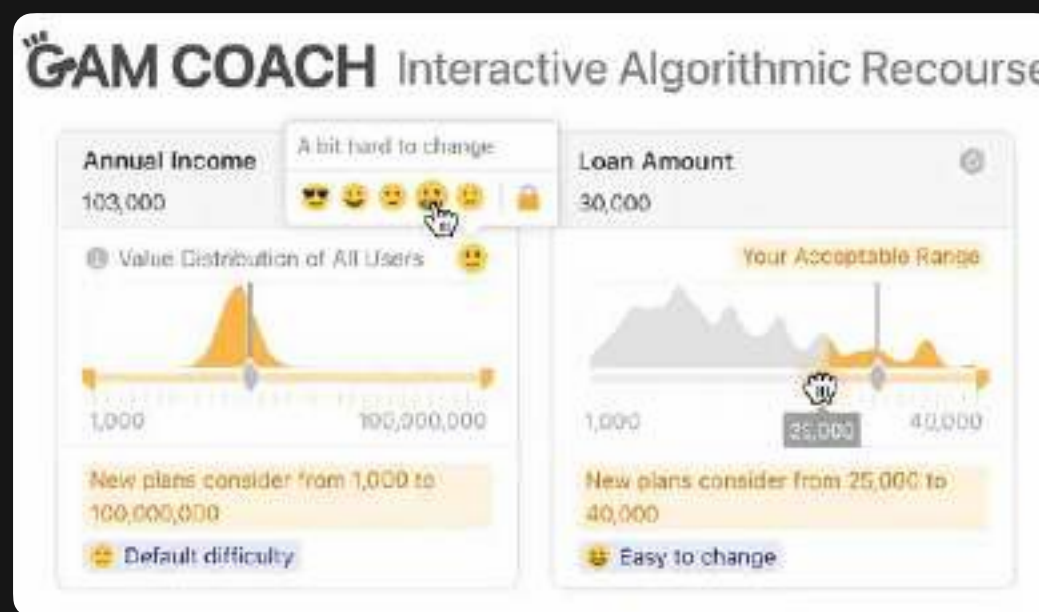 GAM COACH Interactive Algorithmic Recourse
A bit hard to change
Annual Income
103,000
Value Distribution of All Users
1,000 100,000,000
New plans consider from 1,000 to
100,000,000
Default difficulty
Loan Amount
30,000
Your Acceptable Range
1,000 25,000 40,000
New plans consider from 25,000 to
40,000
Easy to change